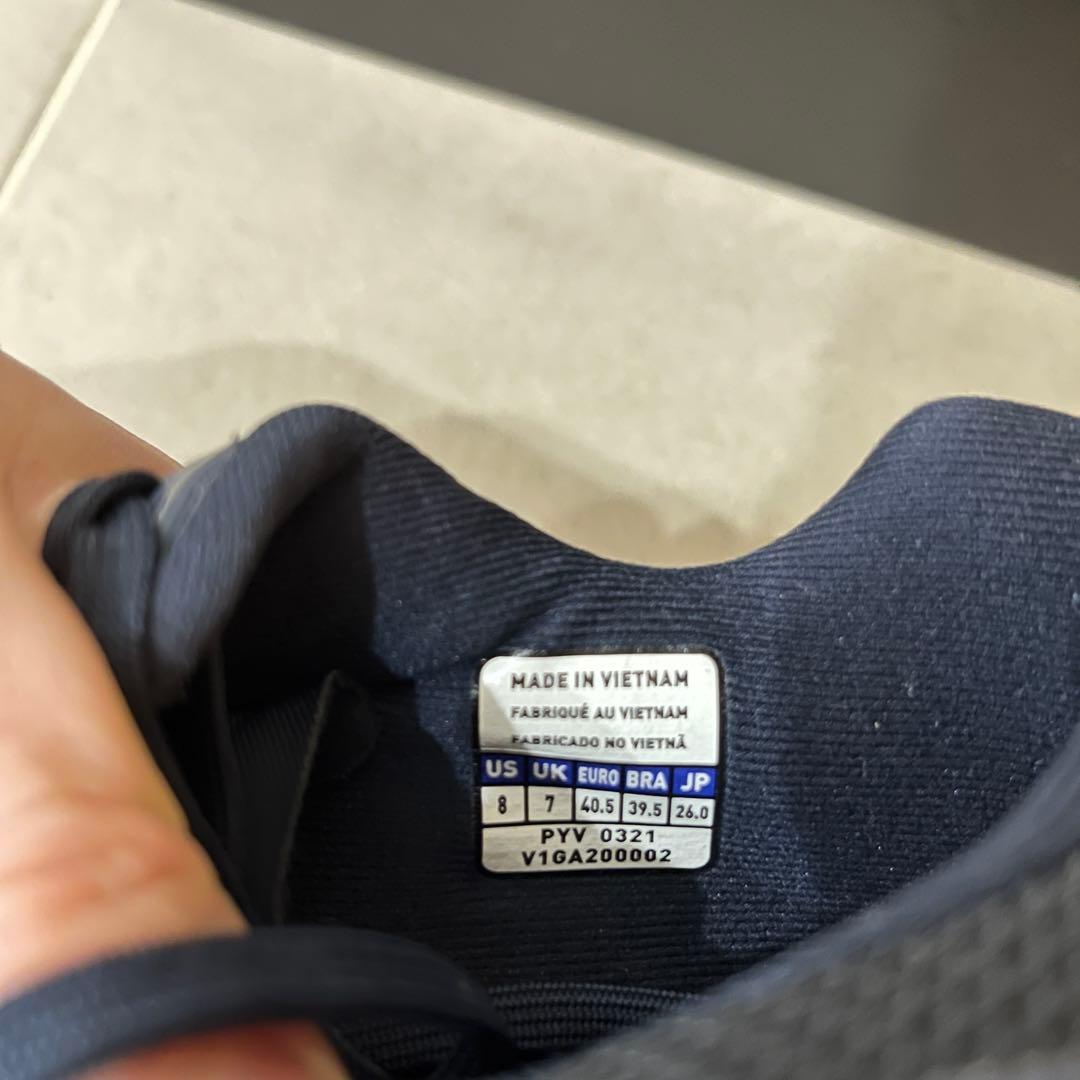 MADE IN VIETNAM
FABRIQUÉ AU VIETNAM
FABRICADO NO VIETNÃ
US UK EURO BRA JP
8 7 40.5 39.5 26.0
PYV 0321
V1GA200002